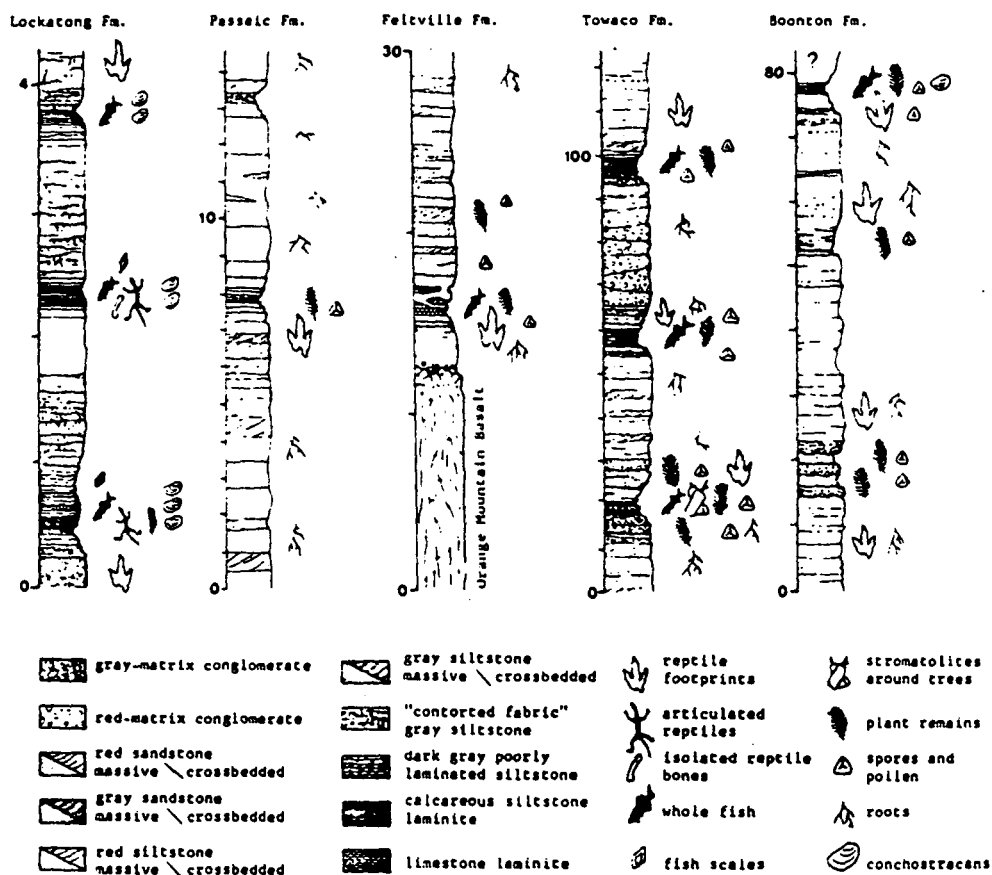 Lockatong Fm.
Passaic Fm.
Feltville Fm.
Towaco Fm.
Boonton Fm.
4
0
10
0
30
0
Orange Mountain Basalt
100
0
?
80
0
gray-matrix conglomerate
red-matrix conglomerate
red sandstone
massive \ crossbedded
gray sandstone
massive \ crossbedded
red siltstone
massive \ crossbedded
gray siltstone
massive \ crossbedded
"contorted fabric"
gray siltstone
dark gray poorly
laminated siltstone
calcareous siltstone
laminite
limestone laminite
reptile
footprints
articulated
reptiles
isolated reptile
bones
whole fish
fish scales
stromatolites
around trees
plant remains
spores and
pollen
roots
conchostracans